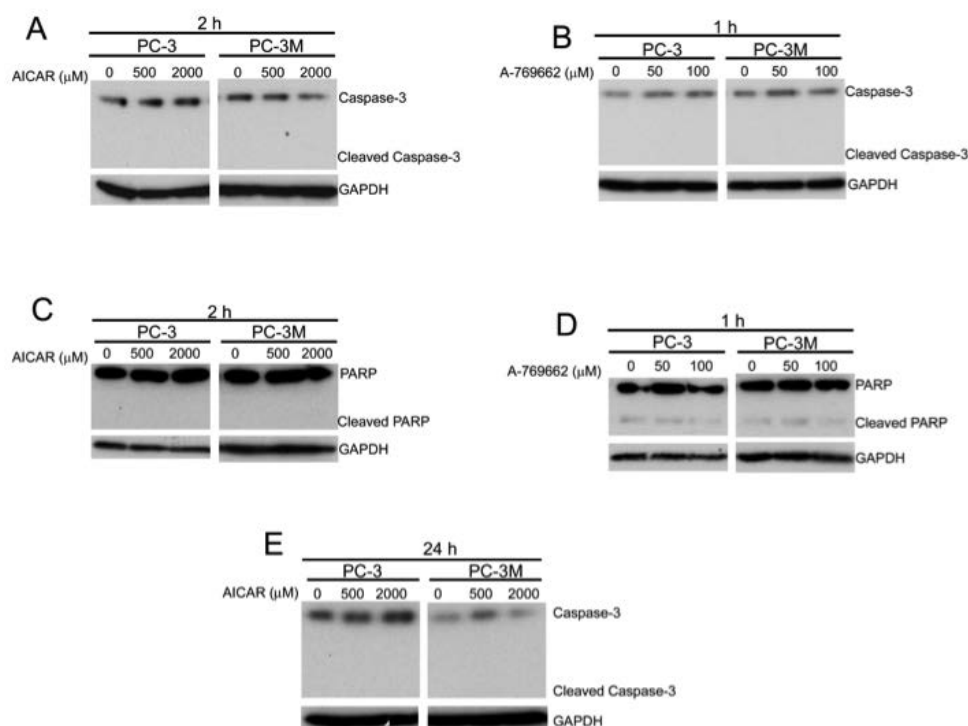 A
2 h
PC-3 PC-3M
AICAR (μM) 0 500 2000 0 500 2000
Caspase-3
Cleaved Caspase-3
GAPDH
B
1 h
PC-3 PC-3M
A-769662 (μM) 0 50 100 0 50 100
Caspase-3
Cleaved Caspase-3
GAPDH
C
2 h
PC-3 PC-3M
AICAR (μM) 0 500 2000 0 500 2000
PARP
Cleaved PARP
GAPDH
D
1 h
PC-3 PC-3M
A-769662 (μM) 0 50 100 0 50 100
PARP
Cleaved PARP
GAPDH
E
24 h
PC-3 PC-3M
AICAR (μM) 0 500 2000 0 500 2000
Caspase-3
Cleaved Caspase-3
GAPDH